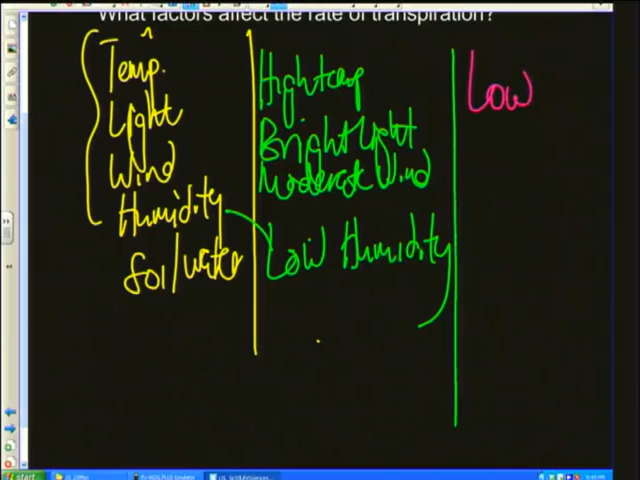 What factors affect the rate of transpiration?
Temp.
Light
Wind
Humidity
Soil/water
High temp
Bright Light
Moderate Wind
Low Humidity
Low
start